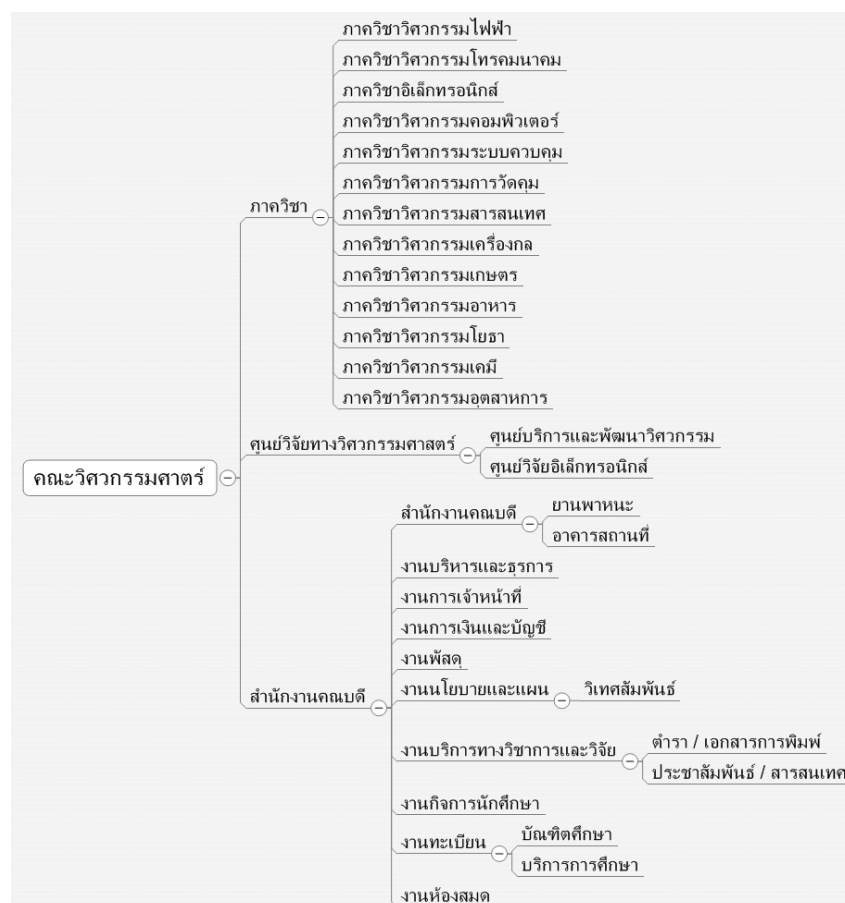 ภาควิชาวิศวกรรมไฟฟ้า
ภาควิชาวิศวกรรมโทรคมนาคม
ภาควิชาอิเล็กทรอนิกส์
ภาควิชาวิศวกรรมคอมพิวเตอร์
ภาควิชาวิศวกรรมระบบควบคุม
ภาควิชาวิศวกรรมการวัดคุม
ภาควิชา
ภาควิชาวิศวกรรมสารสนเทศ
ภาควิชาวิศวกรรมเครื่องกล
ภาควิชาวิศวกรรมเกษตร
ภาควิชาวิศวกรรมอาหาร
ภาควิชาวิศวกรรมโยธา
ภาควิชาวิศวกรรมเคมี
ภาควิชาวิศวกรรมอุตสาหการ
ศูนย์วิจัยทางวิศวกรรมศาสตร์
ศูนย์บริการและพัฒนาวิศวกรรม
ศูนย์วิจัยอิเล็กทรอนิกส์
คณะวิศวกรรมศาตร์
สำนักงานคณบดี
ยานพาหนะ
อาคารสถานที่
งานบริหารและธุรการ
งานการเจ้าหน้าที่
งานการเงินและบัญชี
งานพัสดุ
สำนักงานคณบดี
งานนโยบายและแผน
วิเทศสัมพันธ์
งานบริการทางวิชาการและวิจัย
ตำรา / เอกสารการพิมพ์
ประชาสัมพันธ์ / สารสนเทศ
งานกิจการนักศึกษา
งานทะเบียน
บัณฑิตศึกษา
บริการการศึกษา
งานห้องสมุด